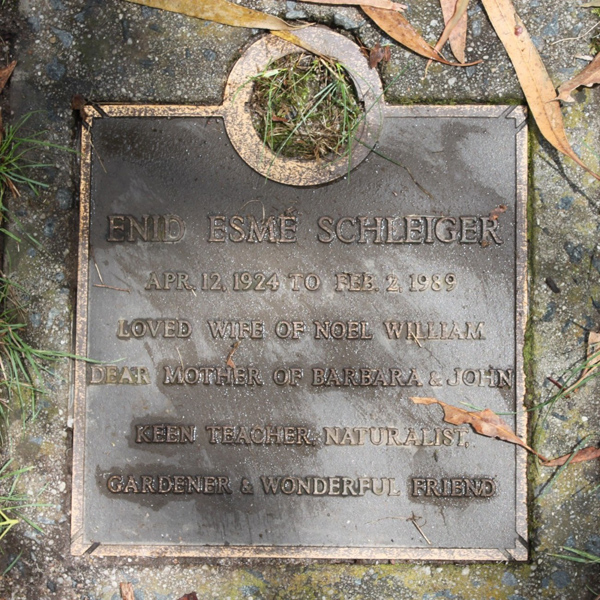 ENID ESME SCHLEIGER
APR. 12, 1924 TO FEB. 2, 1989
LOVED WIFE OF NOEL WILLIAM
DEAR MOTHER OF BARBARA & JOHN
KEEN TEACHER, NATURALIST,
GARDENER & WONDERFUL FRIEND